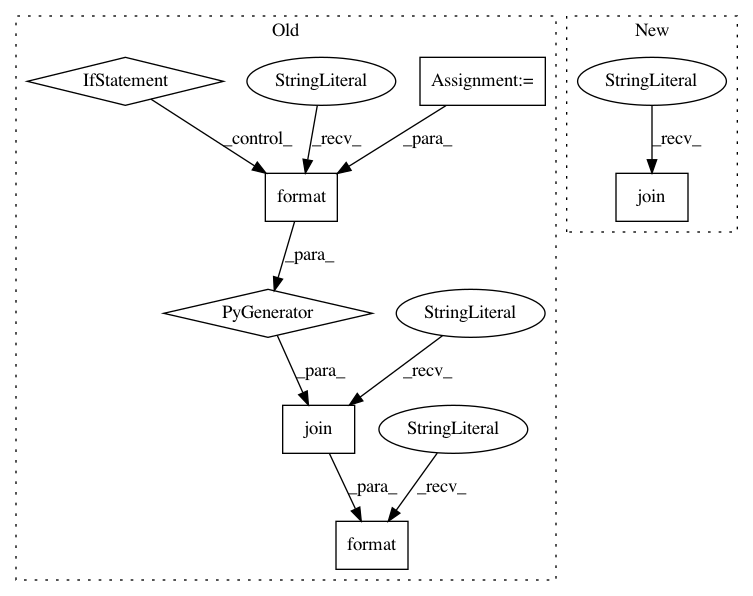 Old
New
IfStatement
StringLiteral
Assignment:=
StringLiteral
_control_
_recv_
_para_
_recv_
format
join
_para_
PyGenerator
StringLiteral
_para_
_recv_
join
StringLiteral
_para_
_recv_
format